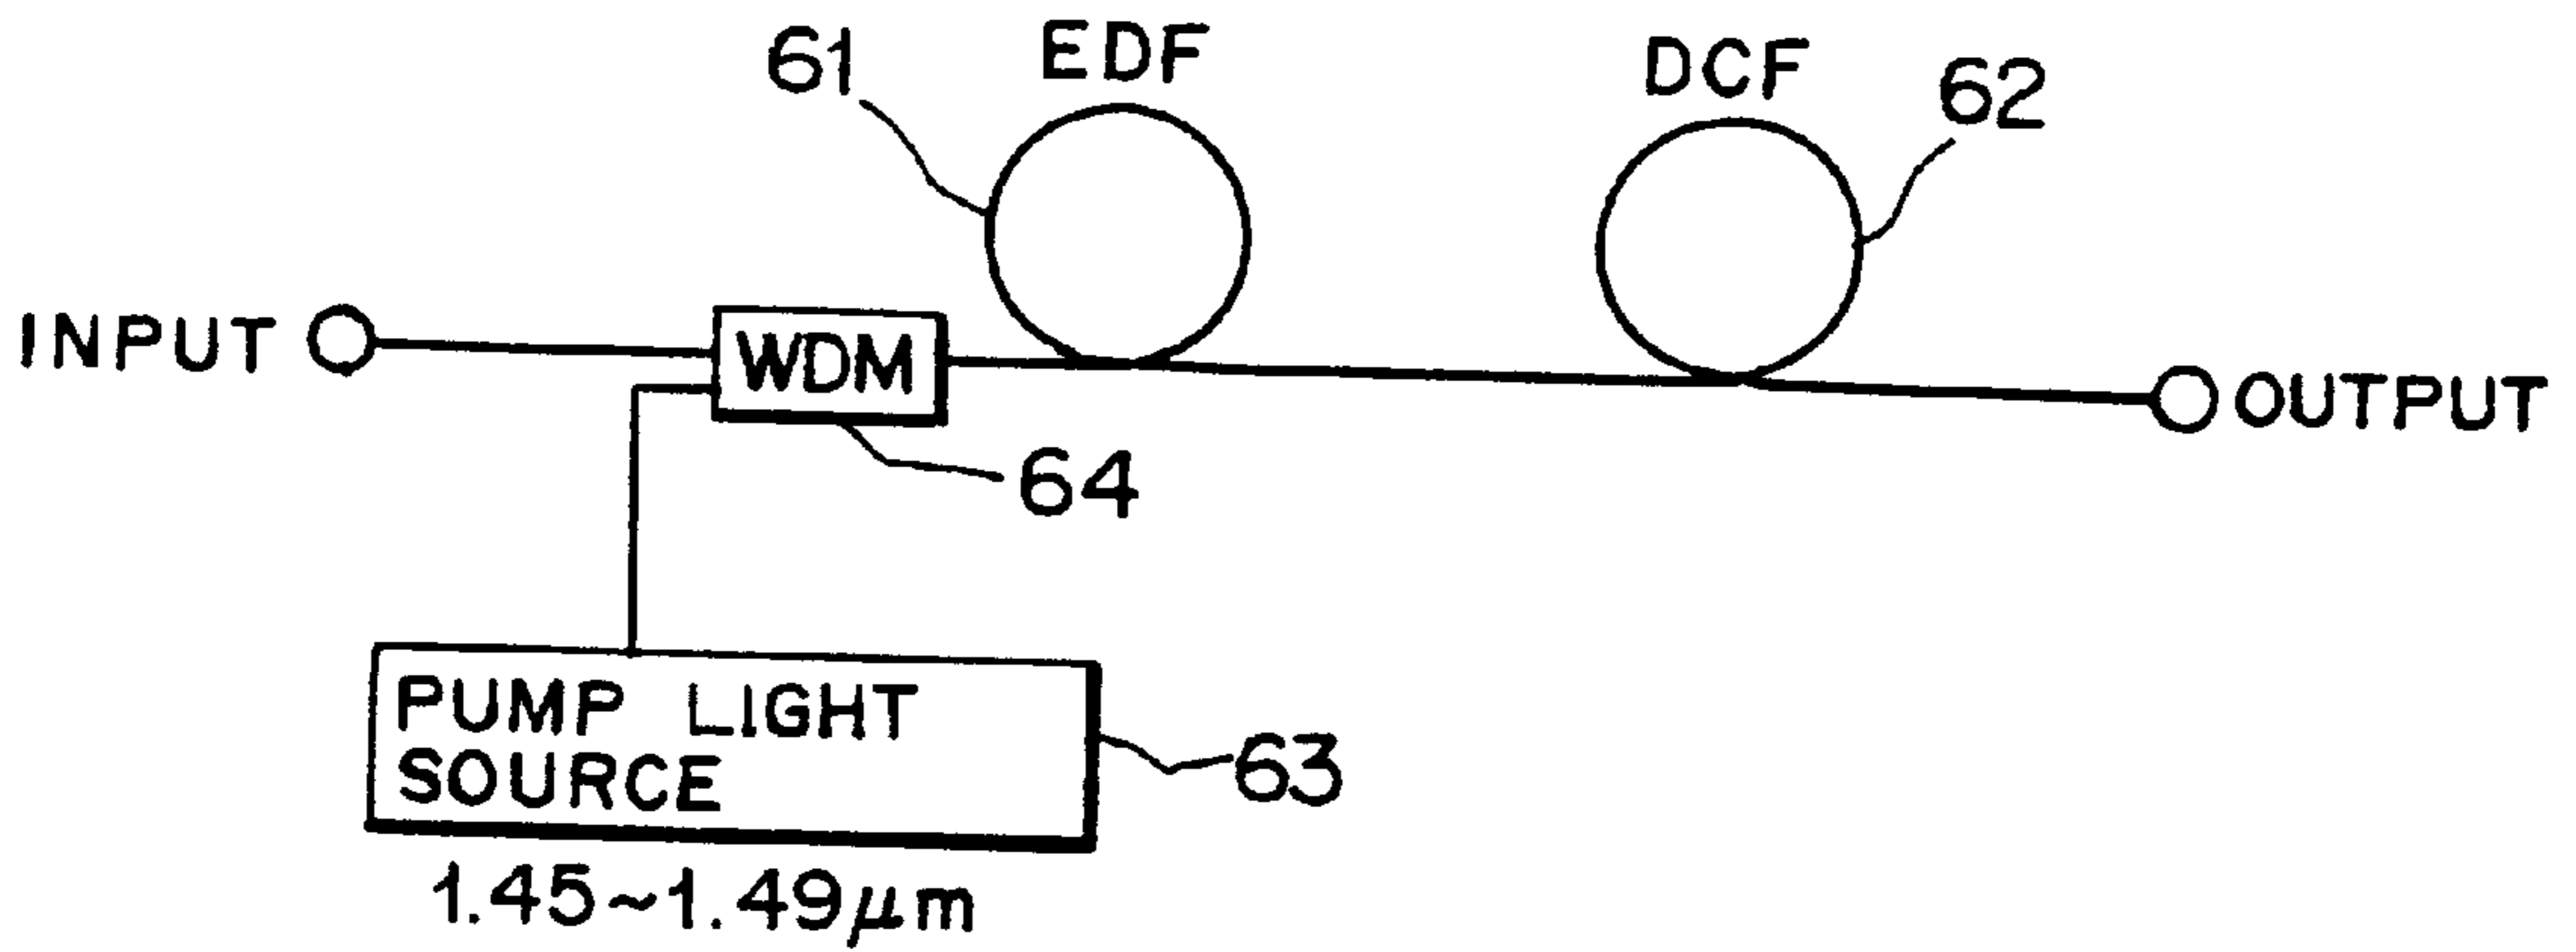 61
EDF
DCF
62
INPUT
WDM
OUTPUT
64
PUMP LIGHT
SOURCE
63
1.45~1.49μm